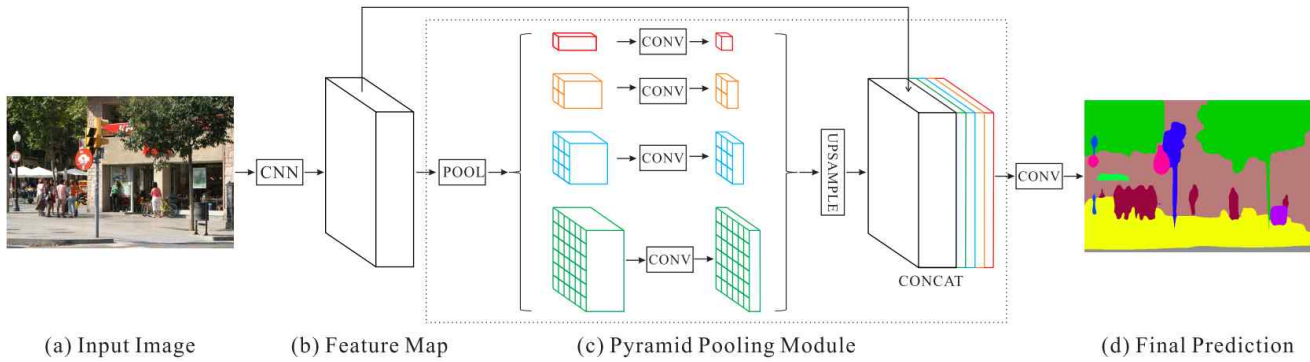 CNN
POOL
CONV
CONV
CONV
CONV
UPSAMPLE
CONCAT
CONV
(a) Input Image
(b) Feature Map
(c) Pyramid Pooling Module
(d) Final Prediction